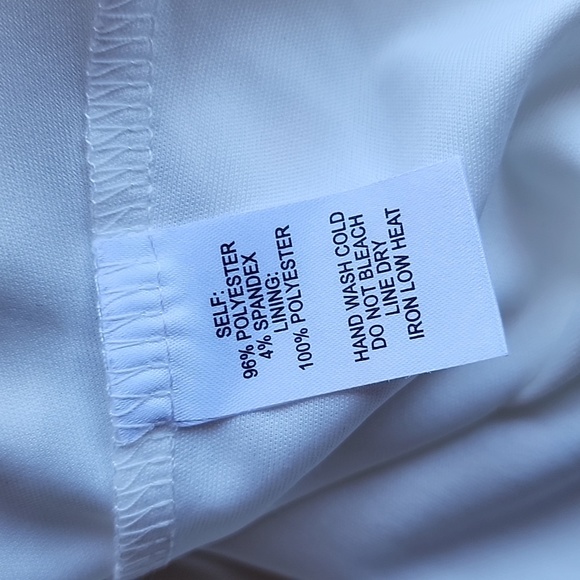 SELF:
96% POLYESTER
4% SPANDEX
LINING:
100% POLYESTER
HAND WASH COLD
DO NOT BLEACH
LINE DRY
IRON LOW HEAT